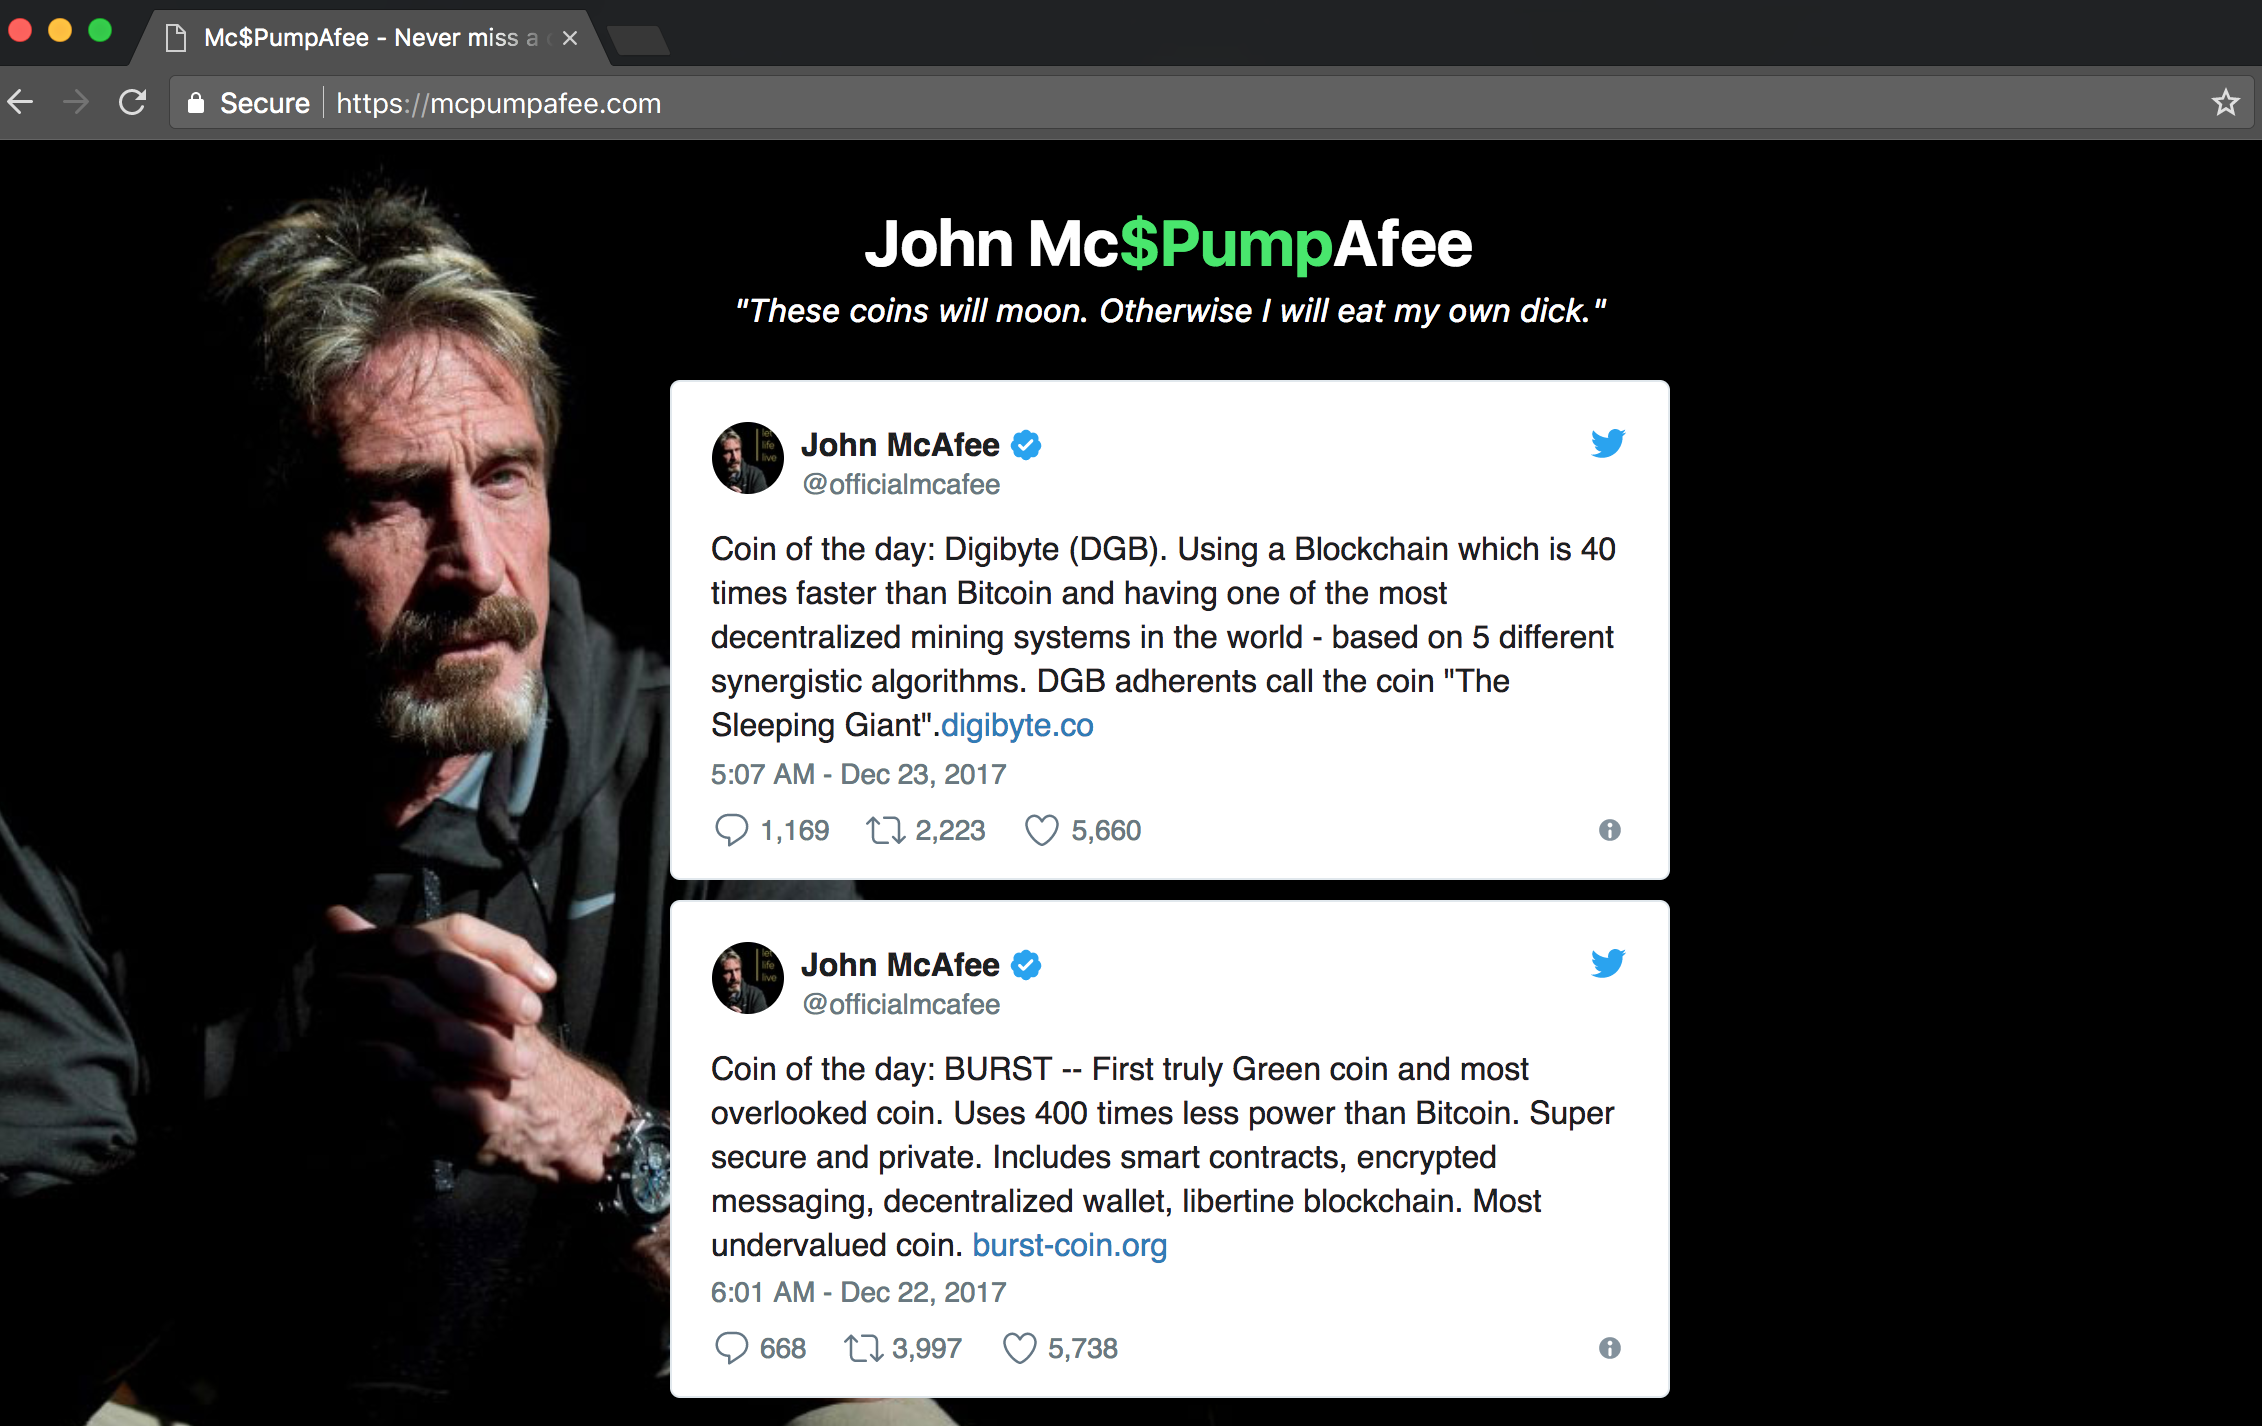 Mc$PumpAfee - Never miss a
Secure
https://mcpumpafee.com
John Mc$PumpAfee
"These coins will moon. Otherwise I will eat my own dick."
John McAfee
@officialmcafee
Coin of the day: Digibyte (DGB). Using a Blockchain which is 40
times faster than Bitcoin and having one of the most
decentralized mining systems in the world - based on 5 different
synergistic algorithms. DGB adherents call the coin "The
Sleeping Giant".digibyte.co
5:07 AM - Dec 23, 2017
1,169 2,223 5,660
let
life
live
John McAfee
@officialmcafee
Coin of the day: BURST -- First truly Green coin and most
overlooked coin. Uses 400 times less power than Bitcoin. Super
secure and private. Includes smart contracts, encrypted
messaging, decentralized wallet, libertine blockchain. Most
undervalued coin. burst-coin.org
6:01 AM - Dec 22, 2017
668 3,997 5,738
let
life
live